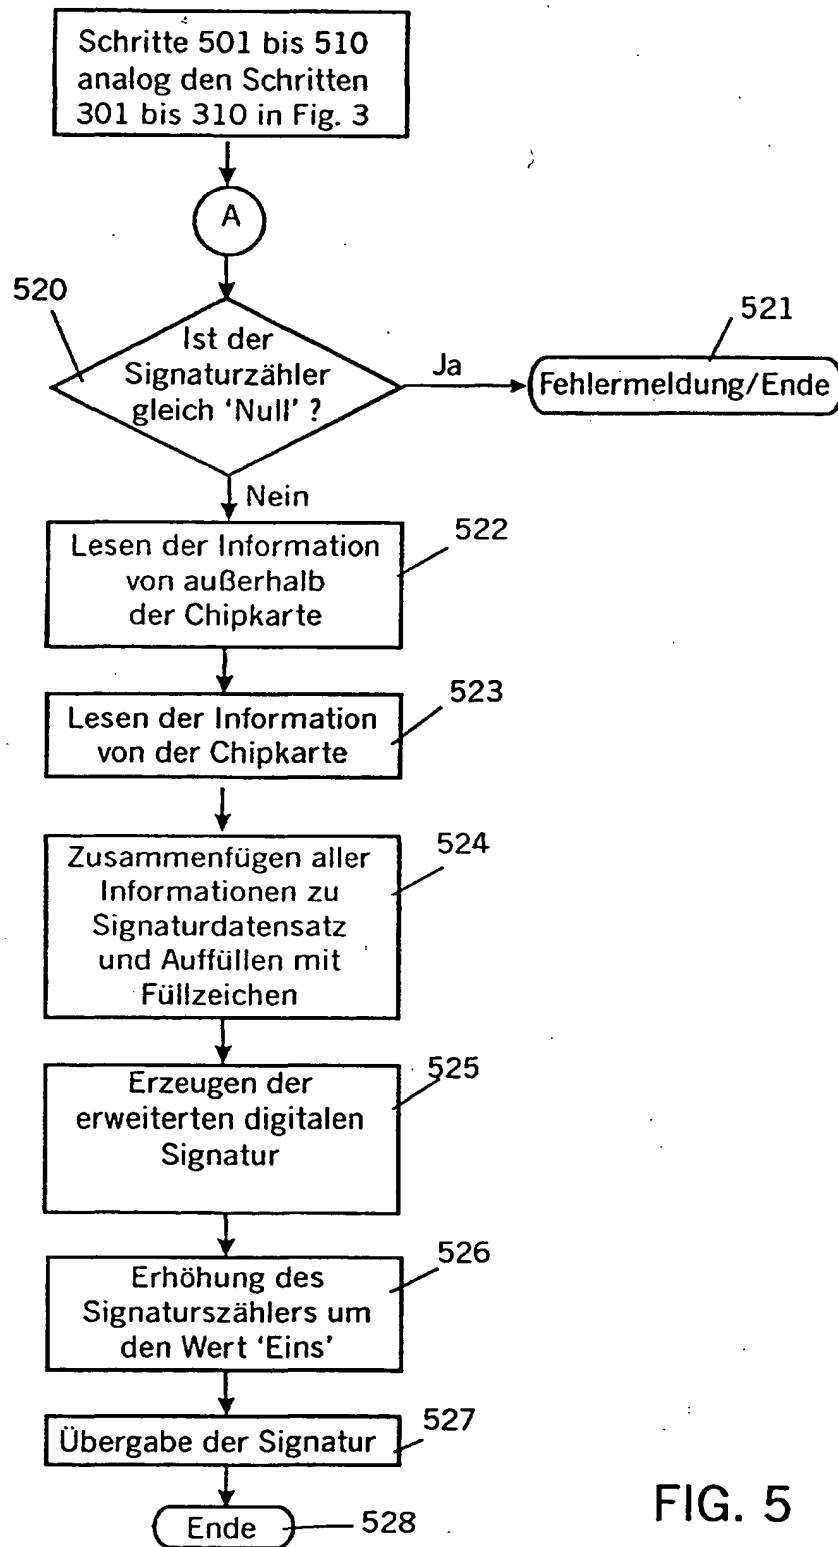 Schritte 501 bis 510
analog den Schritten
301 bis 310 in Fig. 3
A
520
Ist der
Signaturzähler
gleich ‘Null’ ?
Ja
521
Fehlermeldung/Ende
Nein
522
Lesen der Information
von außerhalb
der Chipkarte
523
Lesen der Information
von der Chipkarte
524
Zusammenfügen aller
Informationen zu
Signaturdatensatz
und Auffüllen mit
Füllzeichen
525
Erzeugen der
erweiterten digitalen
Signatur
526
Erhöhung des
Signaturszählers um
den Wert ‘Eins’
527
Übergabe der Signatur
Ende
528
FIG. 5